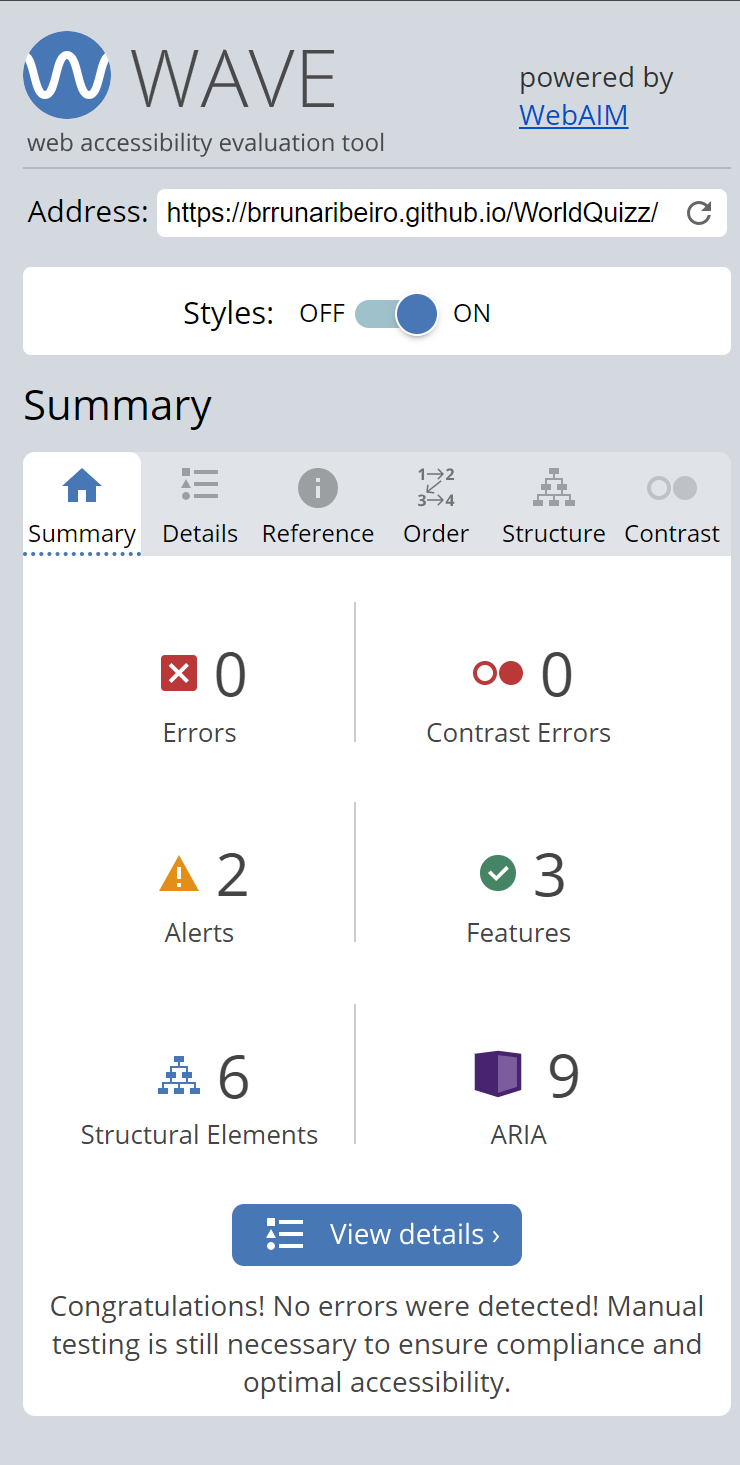 WAVE
web accessibility evaluation tool
powered by
WebAIM
Address: https://brrunaribeiro.github.io/WorldQuizz/
Styles: OFF ON
Summary
1→2
3→4
Summary Details Reference Order Structure Contrast
0 0
Errors Contrast Errors
2 3
Alerts Features
6 9
Structural Elements ARIA
View details ›
Congratulations! No errors were detected! Manual
testing is still necessary to ensure compliance and
optimal accessibility.